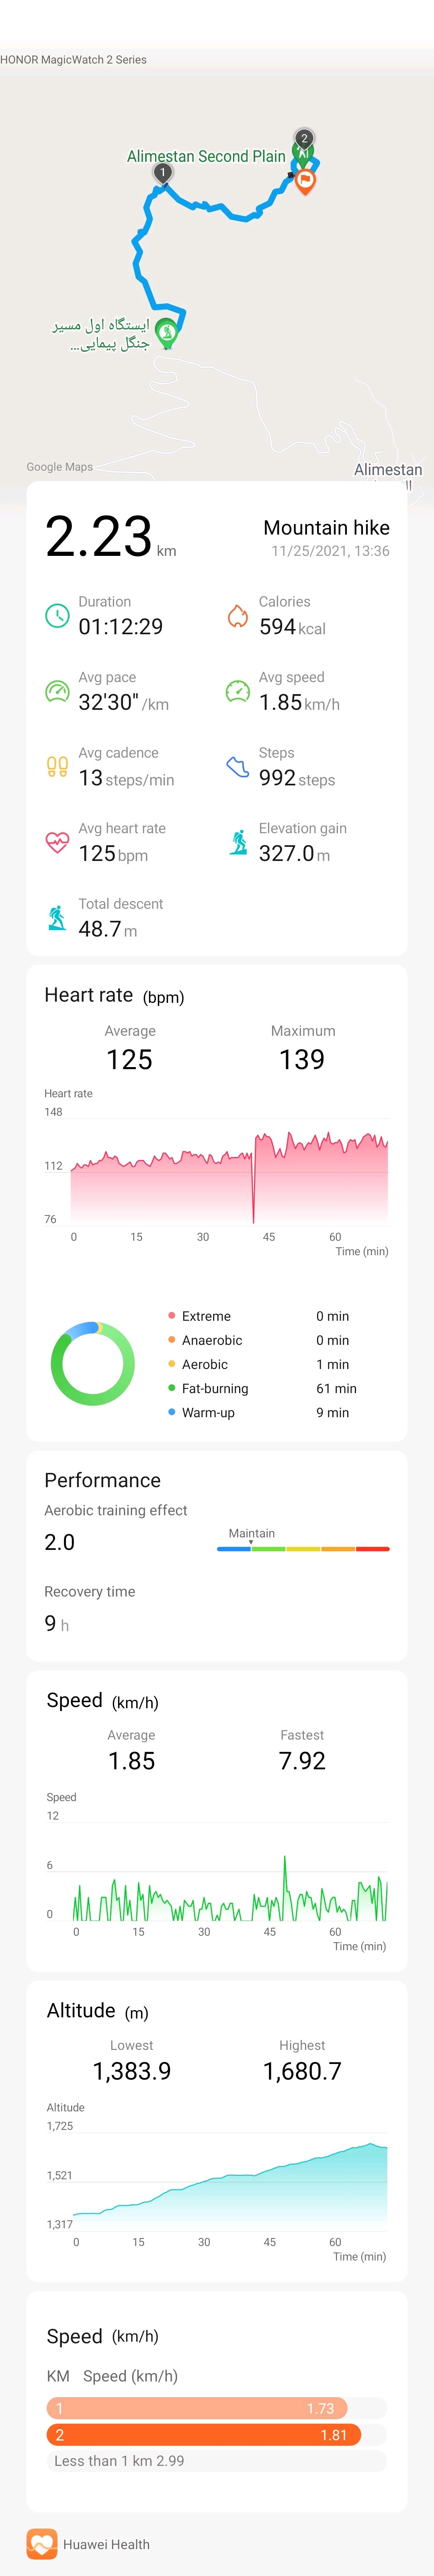 HONOR MagicWatch 2 Series
2
Alimestan Second Plain
1
ایستگاه اول مسیر
جنگل پیمایی...
Google Maps
Alimestan
2.23 km
Mountain hike
11/25/2021, 13:36
Duration
01:12:29
Calories
594 kcal
Avg pace
32'30" /km
Avg speed
1.85 km/h
Avg cadence
13 steps/min
Steps
992 steps
Avg heart rate
125 bpm
Elevation gain
327.0 m
Total descent
48.7 m
Heart rate (bpm)
Average Maximum
125 139
Heart rate
148
112
76
0 15 30 45 60
Time (min)
Extreme 0 min
Anaerobic 0 min
Aerobic 1 min
Fat-burning 61 min
Warm-up 9 min
Performance
Aerobic training effect
2.0
Maintain
Recovery time
9 h
Speed (km/h)
Average Fastest
1.85 7.92
Speed
12
6
0
0 15 30 45 60
Time (min)
Altitude (m)
Lowest Highest
1,383.9 1,680.7
Altitude
1,725
1,521
1,317
0 15 30 45 60
Time (min)
Speed (km/h)
KM Speed (km/h)
1 1.73
2 1.81
Less than 1 km 2.99
Huawei Health